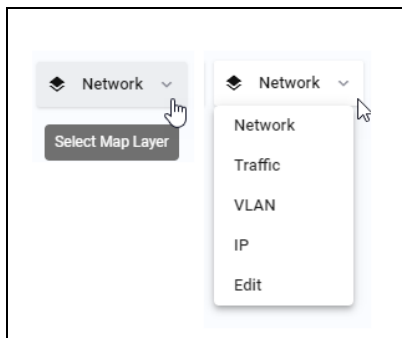 Network
Select Map Layer
Network
Network
Traffic
VLAN
IP
Edit